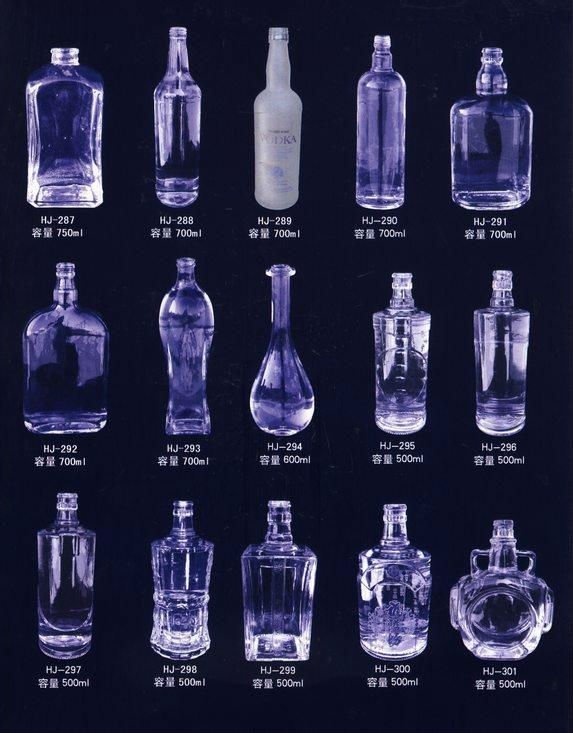 VODKA
HJ-287
容量 750ml
HJ-288
容量 700ml
HJ-289
容量 700ml
HJ-290
容量 700ml
HJ-291
容量 700ml
HJ-292
容量 700ml
HJ-293
容量 700ml
HJ-294
容量 600ml
HJ-295
容量 500ml
HJ-296
容量 500ml
HJ-297
容量 500ml
HJ-298
容量 500ml
HJ-299
容量 500ml
HJ-300
容量 500ml
HJ-301
容量 500ml